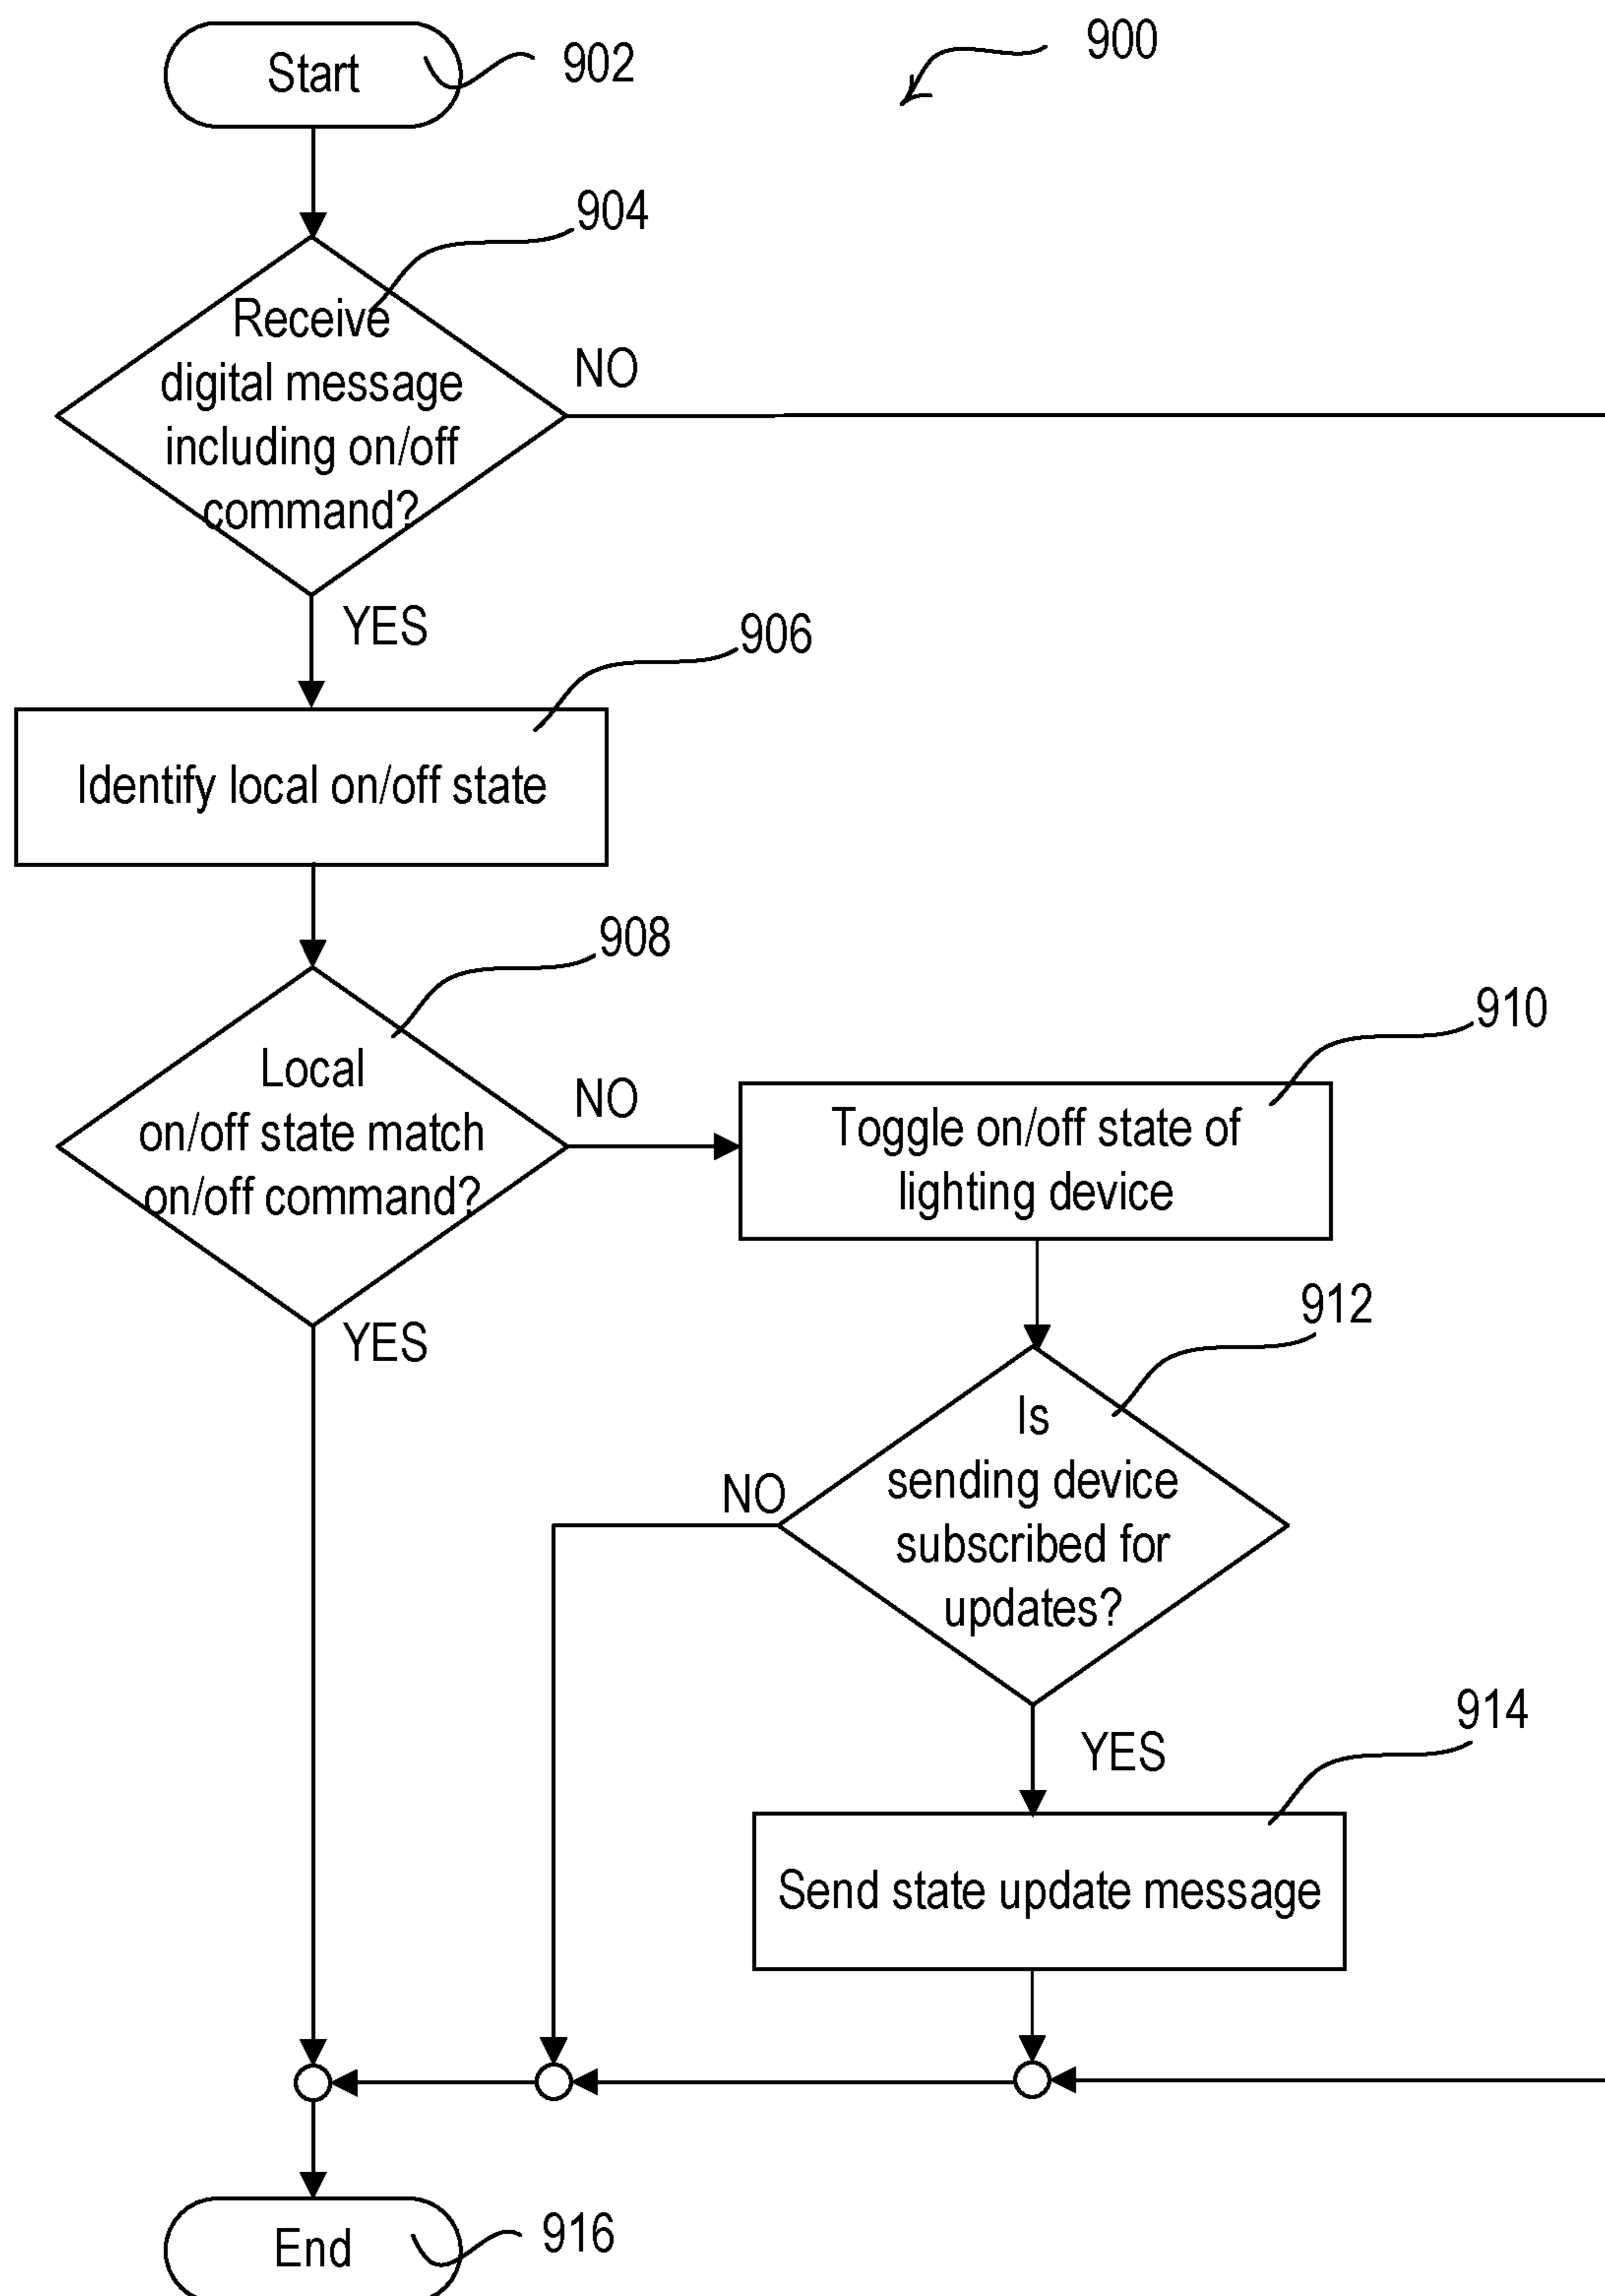 Start
902
900
904
Receive
digital message
including on/off
command?
NO
YES
906
Identify local on/off state
908
Local
on/off state match
on/off command?
NO
910
Toggle on/off state of
lighting device
YES
912
Is
sending device
subscribed for
updates?
NO
YES
914
Send state update message
End
916